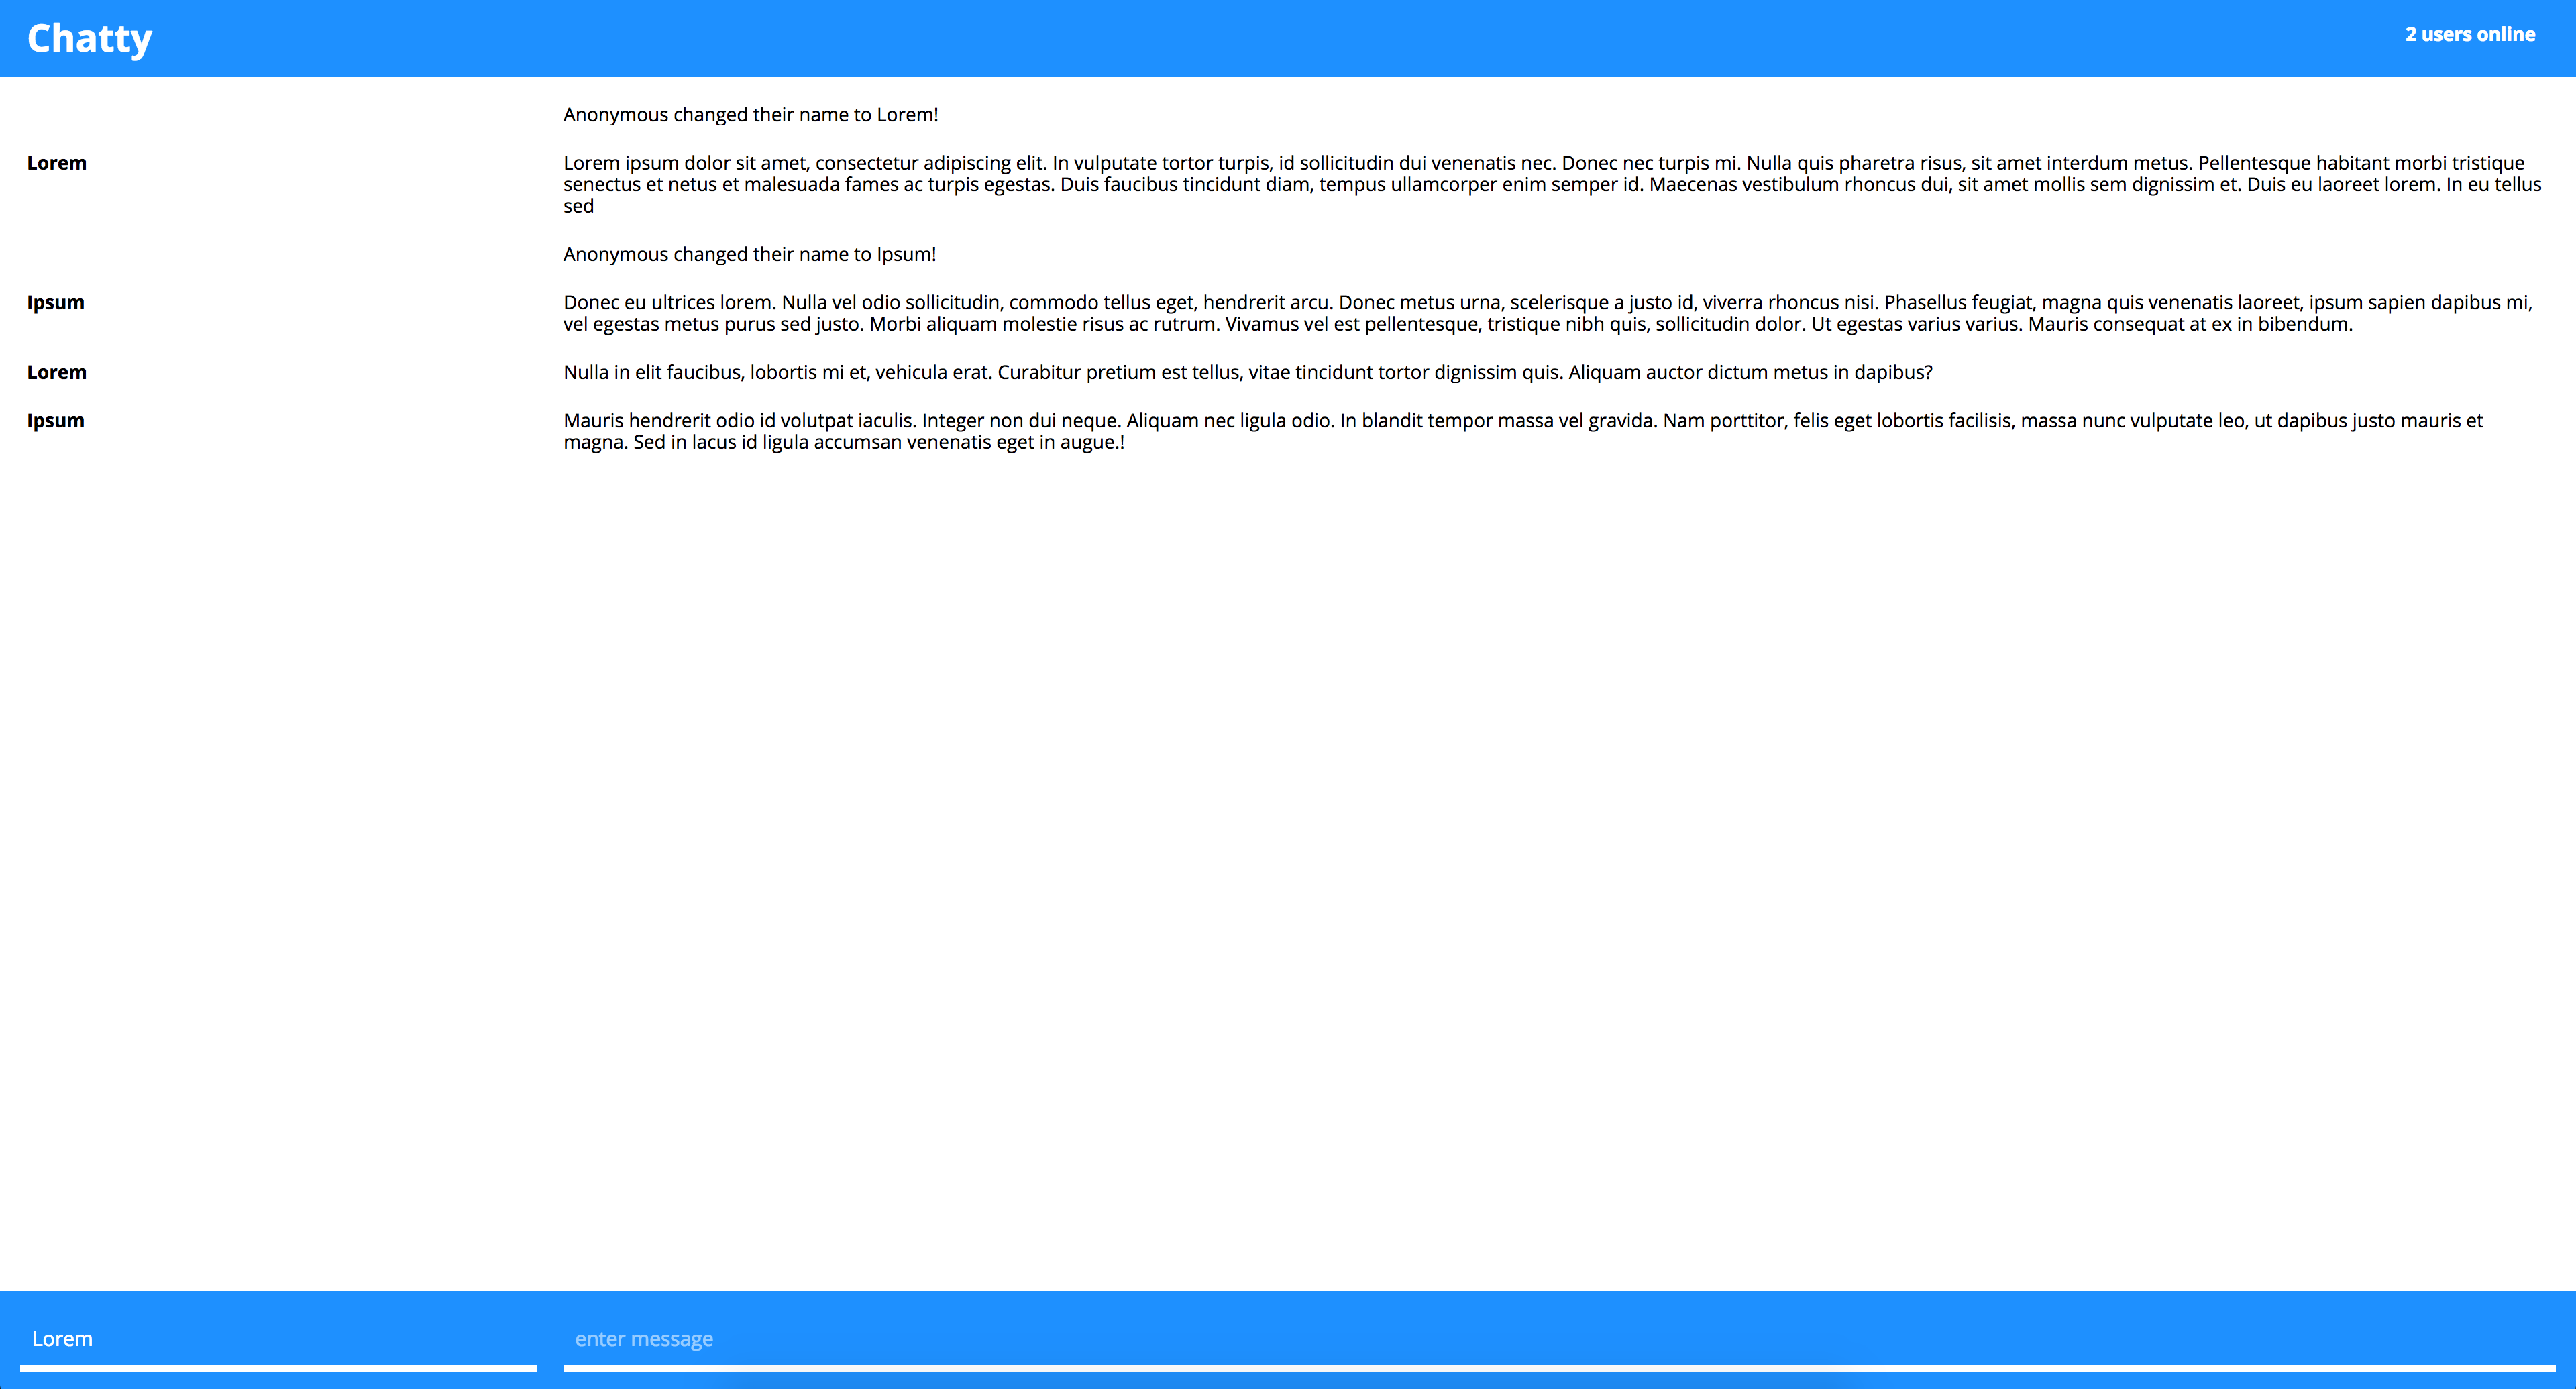 Chatty
2 users online
Anonymous changed their name to Lorem!
Lorem
Lorem ipsum dolor sit amet, consectetur adipiscing elit. In vulputate tortor turpis, id sollicitudin dui venenatis nec. Donec nec turpis mi. Nulla quis pharetra risus, sit amet interdum metus. Pellentesque habitant morbi tristique
senectus et netus et malesuada fames ac turpis egestas. Duis faucibus tincidunt diam, tempus ullamcorper enim semper id. Maecenas vestibulum rhoncus dui, sit amet mollis sem dignissim et. Duis eu laoreet lorem. In eu tellus
sed
Anonymous changed their name to Ipsum!
Ipsum
Donec eu ultrices lorem. Nulla vel odio sollicitudin, commodo tellus eget, hendrerit arcu. Donec metus urna, scelerisque a justo id, viverra rhoncus nisi. Phasellus feugiat, magna quis venenatis laoreet, ipsum sapien dapibus mi,
vel egestas metus purus sed justo. Morbi aliquam molestie risus ac rutrum. Vivamus vel est pellentesque, tristique nibh quis, sollicitudin dolor. Ut egestas varius varius. Mauris consequat at ex in bibendum.
Lorem
Nulla in elit faucibus, lobortis mi et, vehicula erat. Curabitur pretium est tellus, vitae tincidunt tortor dignissim quis. Aliquam auctor dictum metus in dapibus?
Ipsum
Mauris hendrerit odio id volutpat iaculis. Integer non dui neque. Aliquam nec ligula odio. In blandit tempor massa vel gravida. Nam porttitor, felis eget lobortis facilisis, massa nunc vulputate leo, ut dapibus justo mauris et
magna. Sed in lacus id ligula accumsan venenatis eget in augue.!
Lorem
enter message